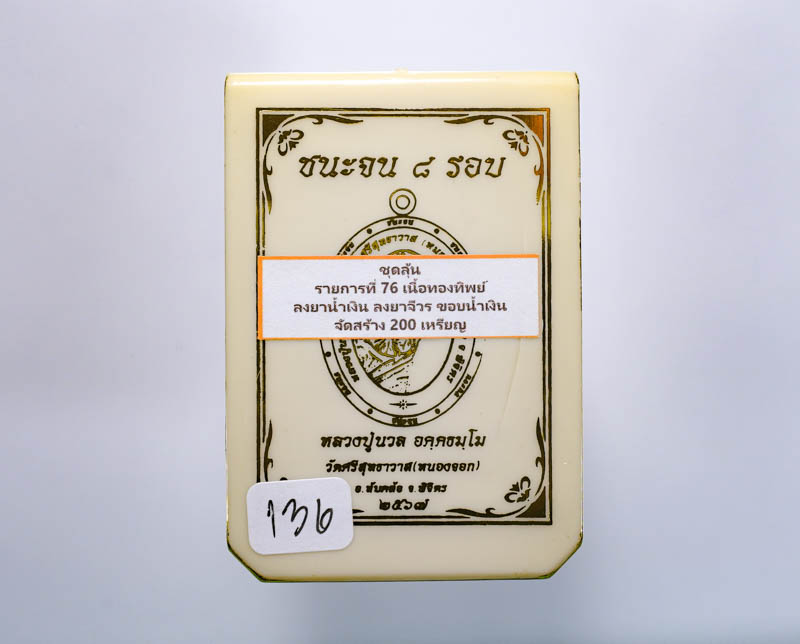 ชนะจน ๘ รอบ
ชุดลุ้น
รายการที่ 76 เนื้อทองทิพย์
ลงยาน้ำเงิน ลงยาจีวร ขอบน้ำเงิน
จัดสร้าง 200 เหรียญ
หลวงปู่นวล อคฺคธมฺโม
วัดศรีสุทธาวาส(หนองจอก)
อ.ทับคล้อ จ.พิจิตร
๒๕๖๗
136